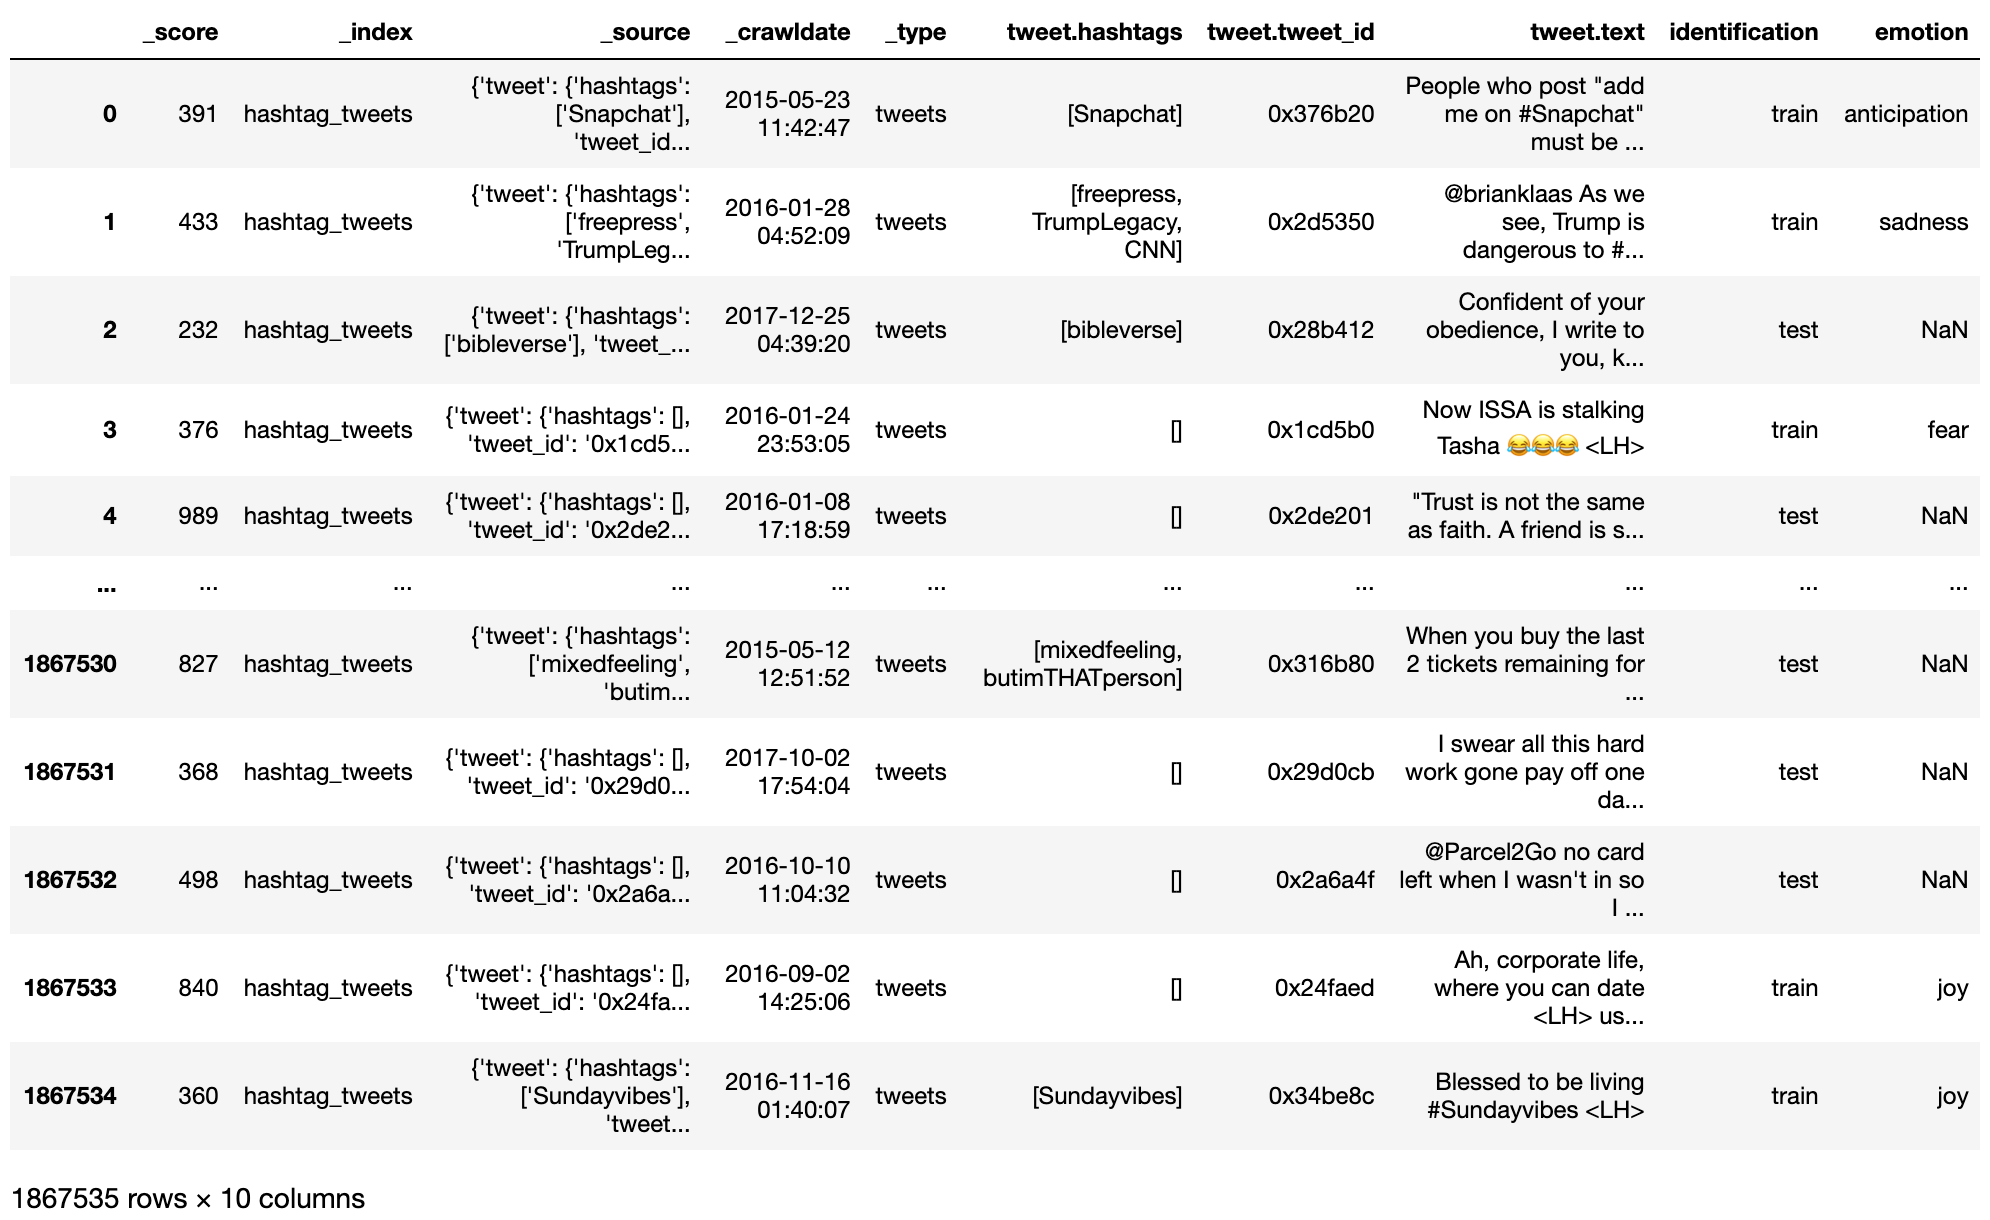 _score _index _source _crawldate _type tweet.hashtags tweet.tweet_id tweet.text identification emotion
{'tweet': {'hashtags': People who post "add
2015-05-23
0 391 hashtag_tweets ['Snapchat'], tweets [Snapchat] 0x376b20 me on #Snapchat" train anticipation
11:42:47
'tweet_id... must be ...
{'tweet': {'hashtags': [freepress, @brianklaas As we
2016-01-28
1 433 hashtag_tweets ['freepress', tweets TrumpLegacy, 0x2d5350 see, Trump is train sadness
04:52:09
'TrumpLeg... CNN] dangerous to #...
Confident of your
{'tweet': {'hashtags': 2017-12-25
2 232 hashtag_tweets tweets [bibleverse] 0x28b412 obedience, I write to test NaN
['bibleverse'], 'tweet_... 04:39:20
you, k...
{'tweet': {'hashtags': [], 2016-01-24 Now ISSA is stalking
3 376 hashtag_tweets tweets [] 0x1cd5b0 train fear
'tweet_id': '0x1cd5... 23:53:05 Tasha 😂😂😂 <LH>
{'tweet': {'hashtags': [], 2016-01-08 "Trust is not the same
4 989 hashtag_tweets tweets [] 0x2de201 test NaN
'tweet_id': '0x2de2... 17:18:59 as faith. A friend is s...
... ... ... ... ... ... ... ... ... ... ...
{'tweet': {'hashtags': When you buy the last
2015-05-12 [mixedfeeling,
1867530 827 hashtag_tweets ['mixedfeeling', tweets 0x316b80 2 tickets remaining for test NaN
12:51:52 butimTHATperson]
'butim... ...
I swear all this hard
{'tweet': {'hashtags': [], 2017-10-02
1867531 368 hashtag_tweets tweets [] 0x29d0cb work gone pay off one test NaN
'tweet_id': '0x29d0... 17:54:04
da...
@Parcel2Go no card
{'tweet': {'hashtags': [], 2016-10-10
1867532 498 hashtag_tweets tweets [] 0x2a6a4f left when I wasn't in so test NaN
'tweet_id': '0x2a6a... 11:04:32
I ...
Ah, corporate life,
{'tweet': {'hashtags': [], 2016-09-02
1867533 840 hashtag_tweets tweets [] 0x24faed where you can date train joy
'tweet_id': '0x24fa... 14:25:06
<LH> us...
{'tweet': {'hashtags':
2016-11-16 Blessed to be living
1867534 360 hashtag_tweets ['Sundayvibes'], tweets [Sundayvibes] 0x34be8c train joy
01:40:07 #Sundayvibes <LH>
'tweet...
1867535 rows × 10 columns